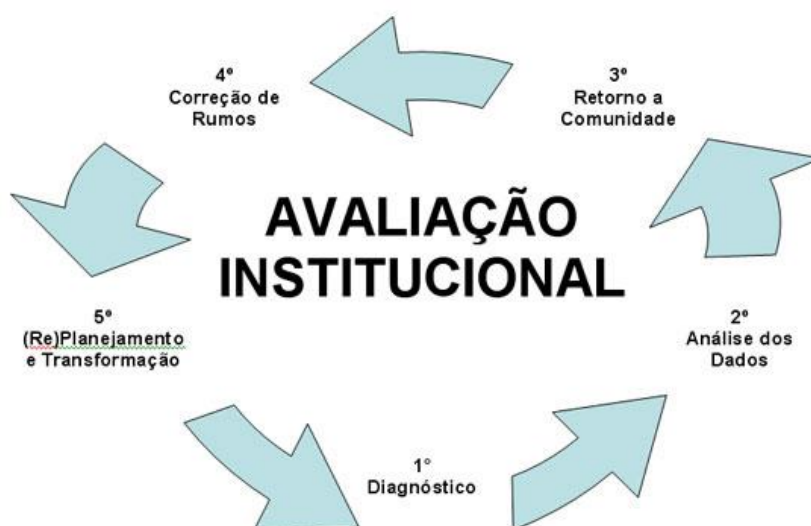 4º
Correção de
Rumos
3º
Retorno a
Comunidade
AVALIAÇÃO
INSTITUCIONAL
5º
(Re)Planejamento
e Transformação
2º
Análise dos
Dados
1°
Diagnóstico